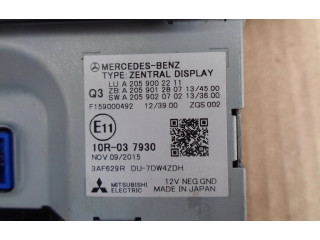 MERCEDES-BENZ
TYPE: ZENTRAL DISPLAY
LU A 205 900 22 11
Q3 ZB A 205 901 28 07 13/45 00
SW A 205 902 07 02 13/36 00
F159000492 12/39 00 ZGS 002
E11
10R-03 7930
NOV 09/2015
3AF629R DU-7DW4ZDH
MITSUBISHI ELECTRIC 12V NEG GND
MADE IN JAPAN